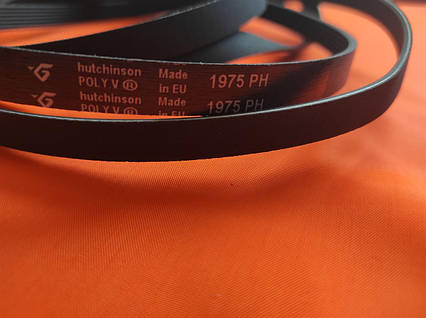 hutchinson Made
POLY V ® in EU 1975 PH
hutchinson Made
POLY V ® in EU 1975 PH